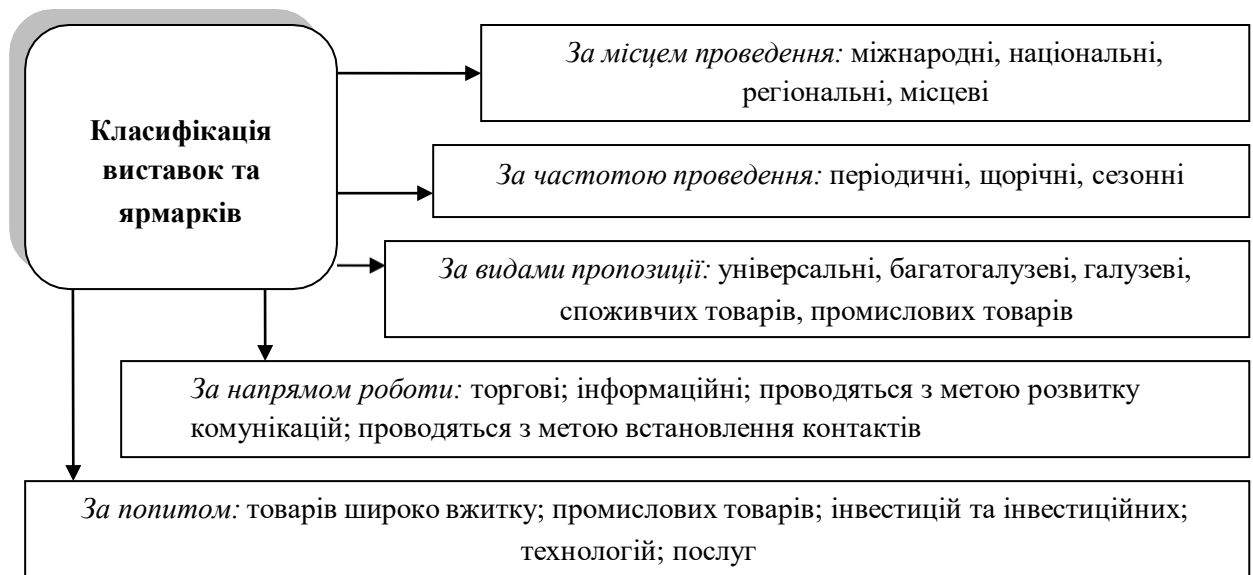 Класифікація
виставок та
ярмарків
За місцем проведення: міжнародні, національні,
регіональні, місцеві
За частотою проведення: періодичні, щорічні, сезонні
За видами пропозиції: універсальні, багатогалузеві, галузеві,
споживчих товарів, промислових товарів
За напрямом роботи: торгові; інформаційні; проводяться з метою розвитку
комунікацій; проводяться з метою встановлення контактів
За попитом: товарів широко вжитку; промислових товарів; інвестицій та інвестиційних;
технологій; послуг